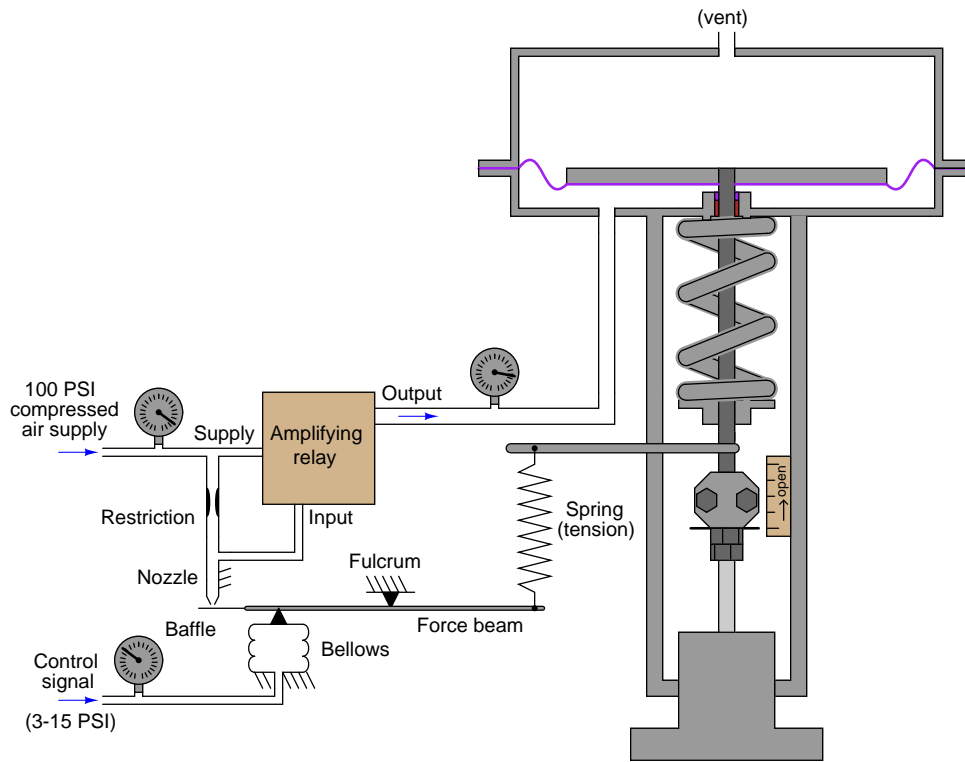 (vent)
100 PSI
compressed
air supply
Supply
Amplifying
relay
Output
Restriction
Input
Nozzle
Fulcrum
Spring
(tension)
open
Baffle
Force beam
Bellows
Control
signal
(3-15 PSI)